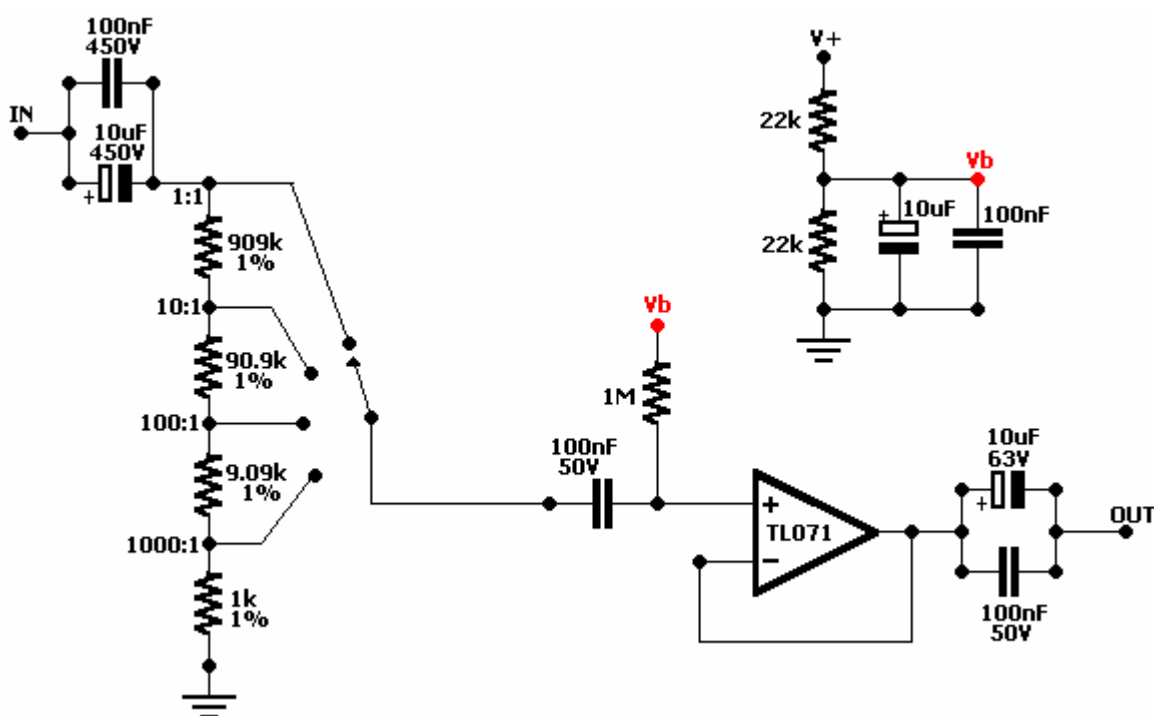 100nF
450V
IN
10uF
450V
+
1:1
909k
1%
10:1
90.9k
1%
100:1
9.09k
1%
1000:1
1k
1%
V+
22k
Vb
22k
+
10uF
100nF
Vb
1M
100nF
50V
+
TL071
−
10uF
63V
+
OUT
100nF
50V